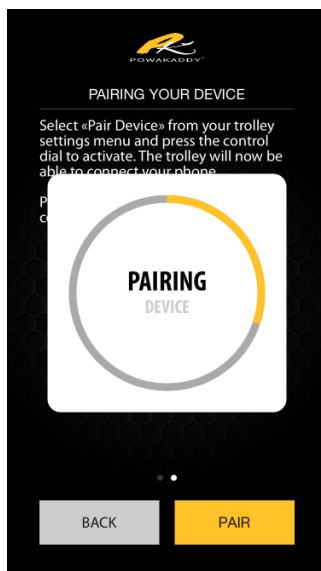 POWAKADDY
PAIRING YOUR DEVICE
Select «Pair Device» from your trolley
settings menu and press the control
dial to activate. The trolley will now be
able to connect your phone.
PAIRING
DEVICE
BACK
PAIR